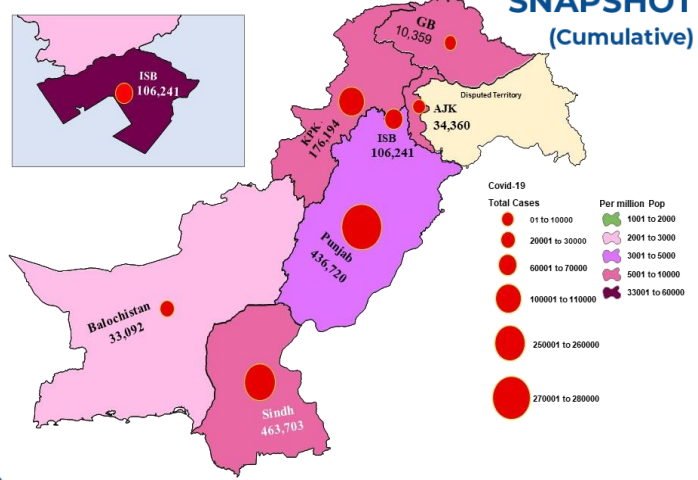 SNAPSHOT
(Cumulative)
ISB
106,241
GB
10,359
Disputed Territory
AJK
34,360
KPK
176,194
ISB
106,241
Punjab
436,720
Balochistan
33,092
Sindh
463,703
Covid-19
Total Cases
01 to 10000
20001 to 30000
60001 to 70000
100001 to 110000
250001 to 260000
270001 to 280000
Per million Pop
1001 to 2000
2001 to 3000
3001 to 5000
5001 to 10000
33001 to 60000